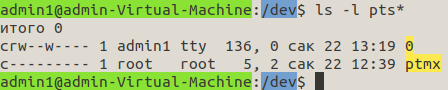 admin1@admin-Virtual-Machine:/dev$ ls -l pts*
итого 0
crw--w---- 1 admin1 tty  136, 0 сак 22 13:19 0
c--------- 1 root   root   5, 2 сак 22 12:39 ptmx
admin1@admin-Virtual-Machine:/dev$